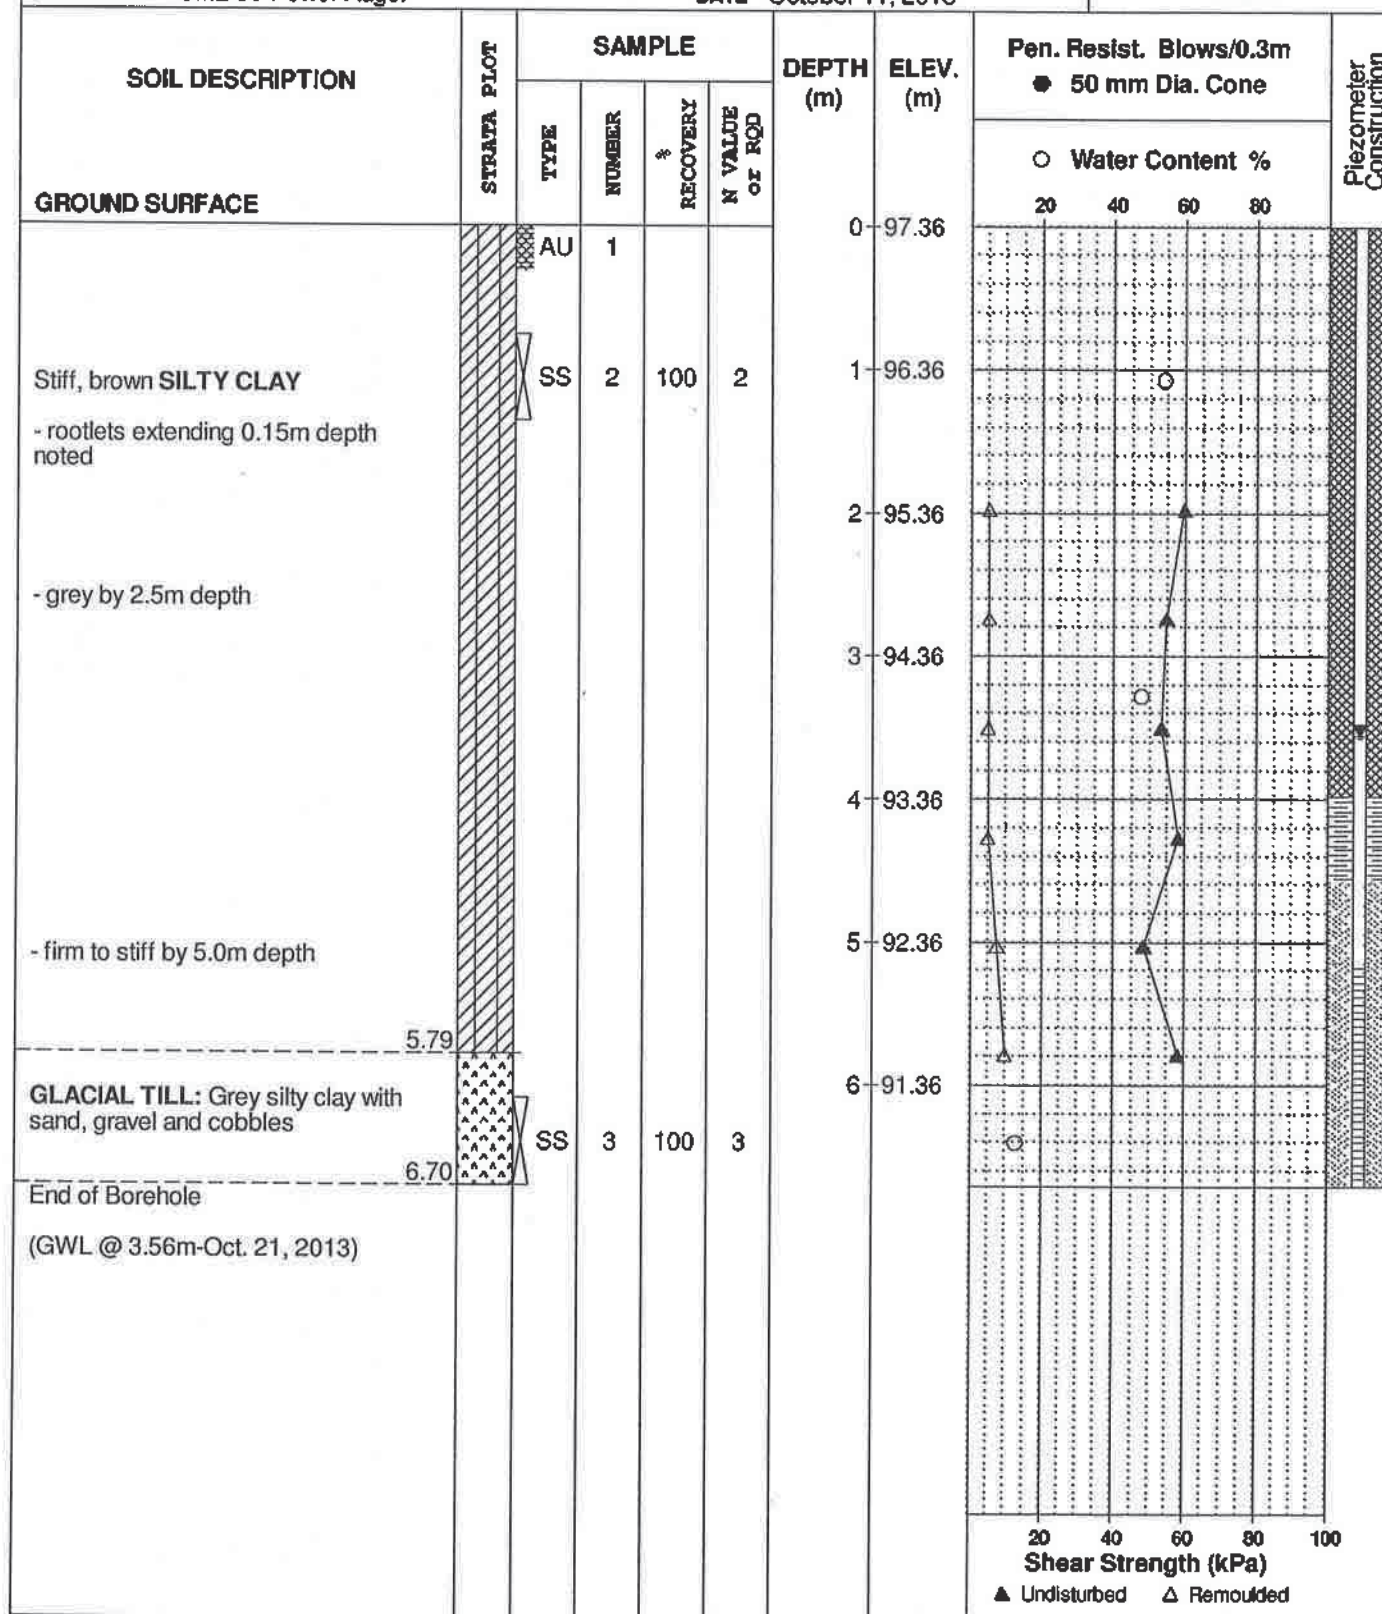 SOIL DESCRIPTION
GROUND SURFACE
STRATA PLOT
SAMPLE
TYPE
NUMBER
%
RECOVERY
N VALUE
or RQD
DEPTH
(m)
ELEV.
(m)
Pen. Resist. Blows/0.3m
● 50 mm Dia. Cone
○ Water Content %
20 40 60 80
Piezometer
Construction
0 97.36
AU 1
Stiff, brown SILTY CLAY
SS 2 100 2
1 96.36
- rootlets extending 0.15m depth
noted
2 95.36
- grey by 2.5m depth
3 94.36
4 93.36
- firm to stiff by 5.0m depth
5 92.36
5.79
GLACIAL TILL: Grey silty clay with
sand, gravel and cobbles
6 91.36
SS 3 100 3
6.70
End of Borehole
(GWL @ 3.56m-Oct. 21, 2013)
20 40 60 80 100
Shear Strength (kPa)
▲ Undisturbed △ Remoulded